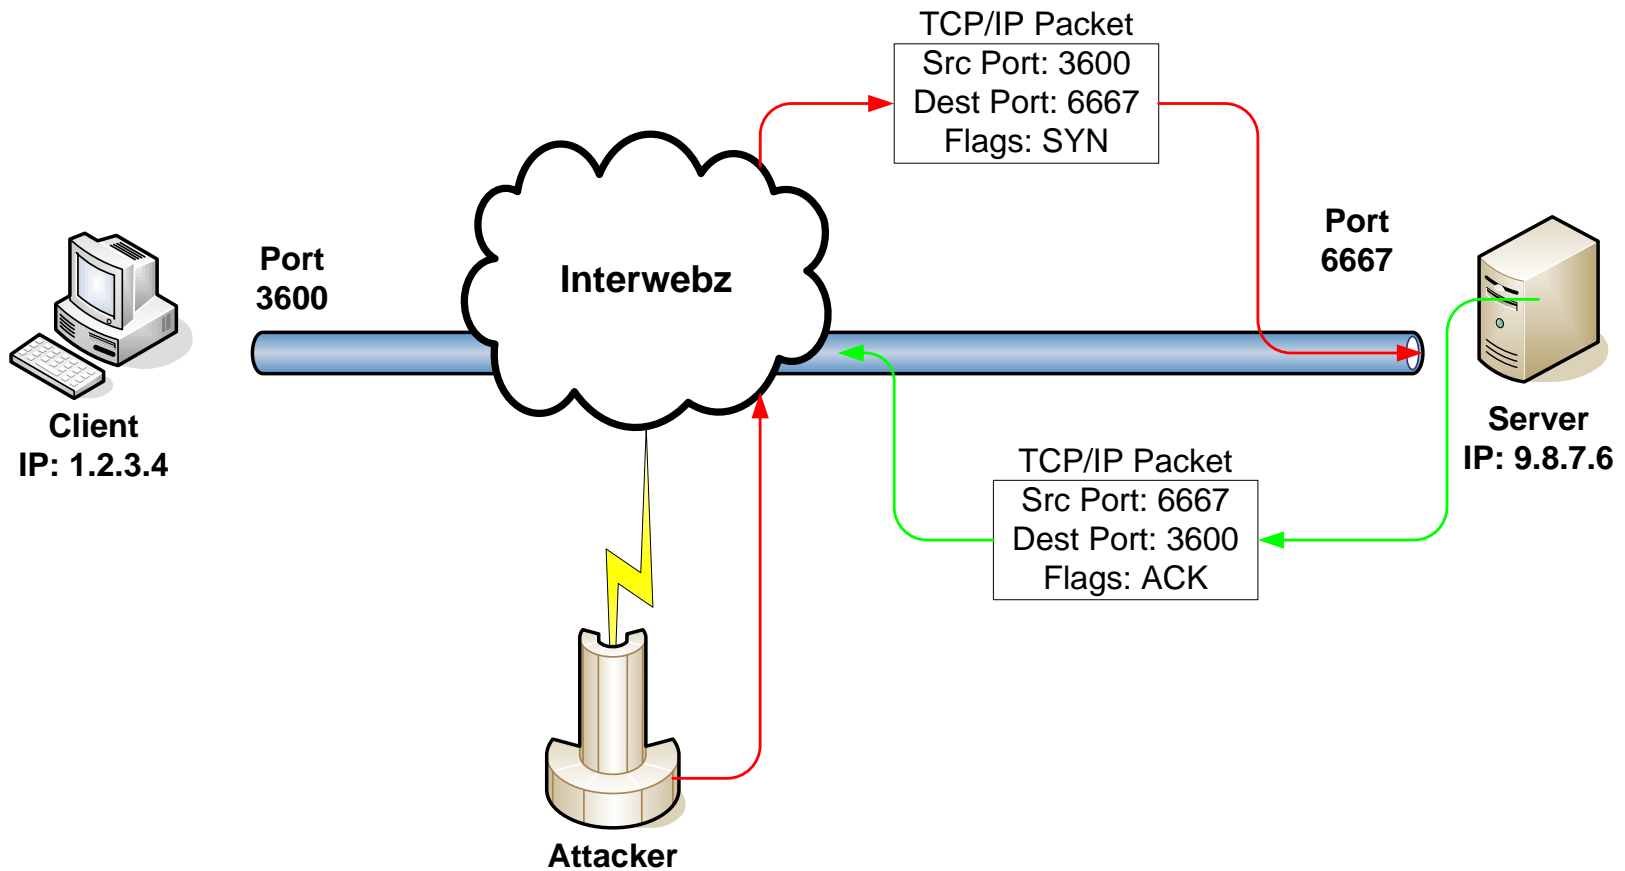 TCP/IP Packet
Src Port: 3600
Dest Port: 6667
Flags: SYN
Port
6667
Port
3600
Interwebz
Client
IP: 1.2.3.4
Server
IP: 9.8.7.6
TCP/IP Packet
Src Port: 6667
Dest Port: 3600
Flags: ACK
Attacker